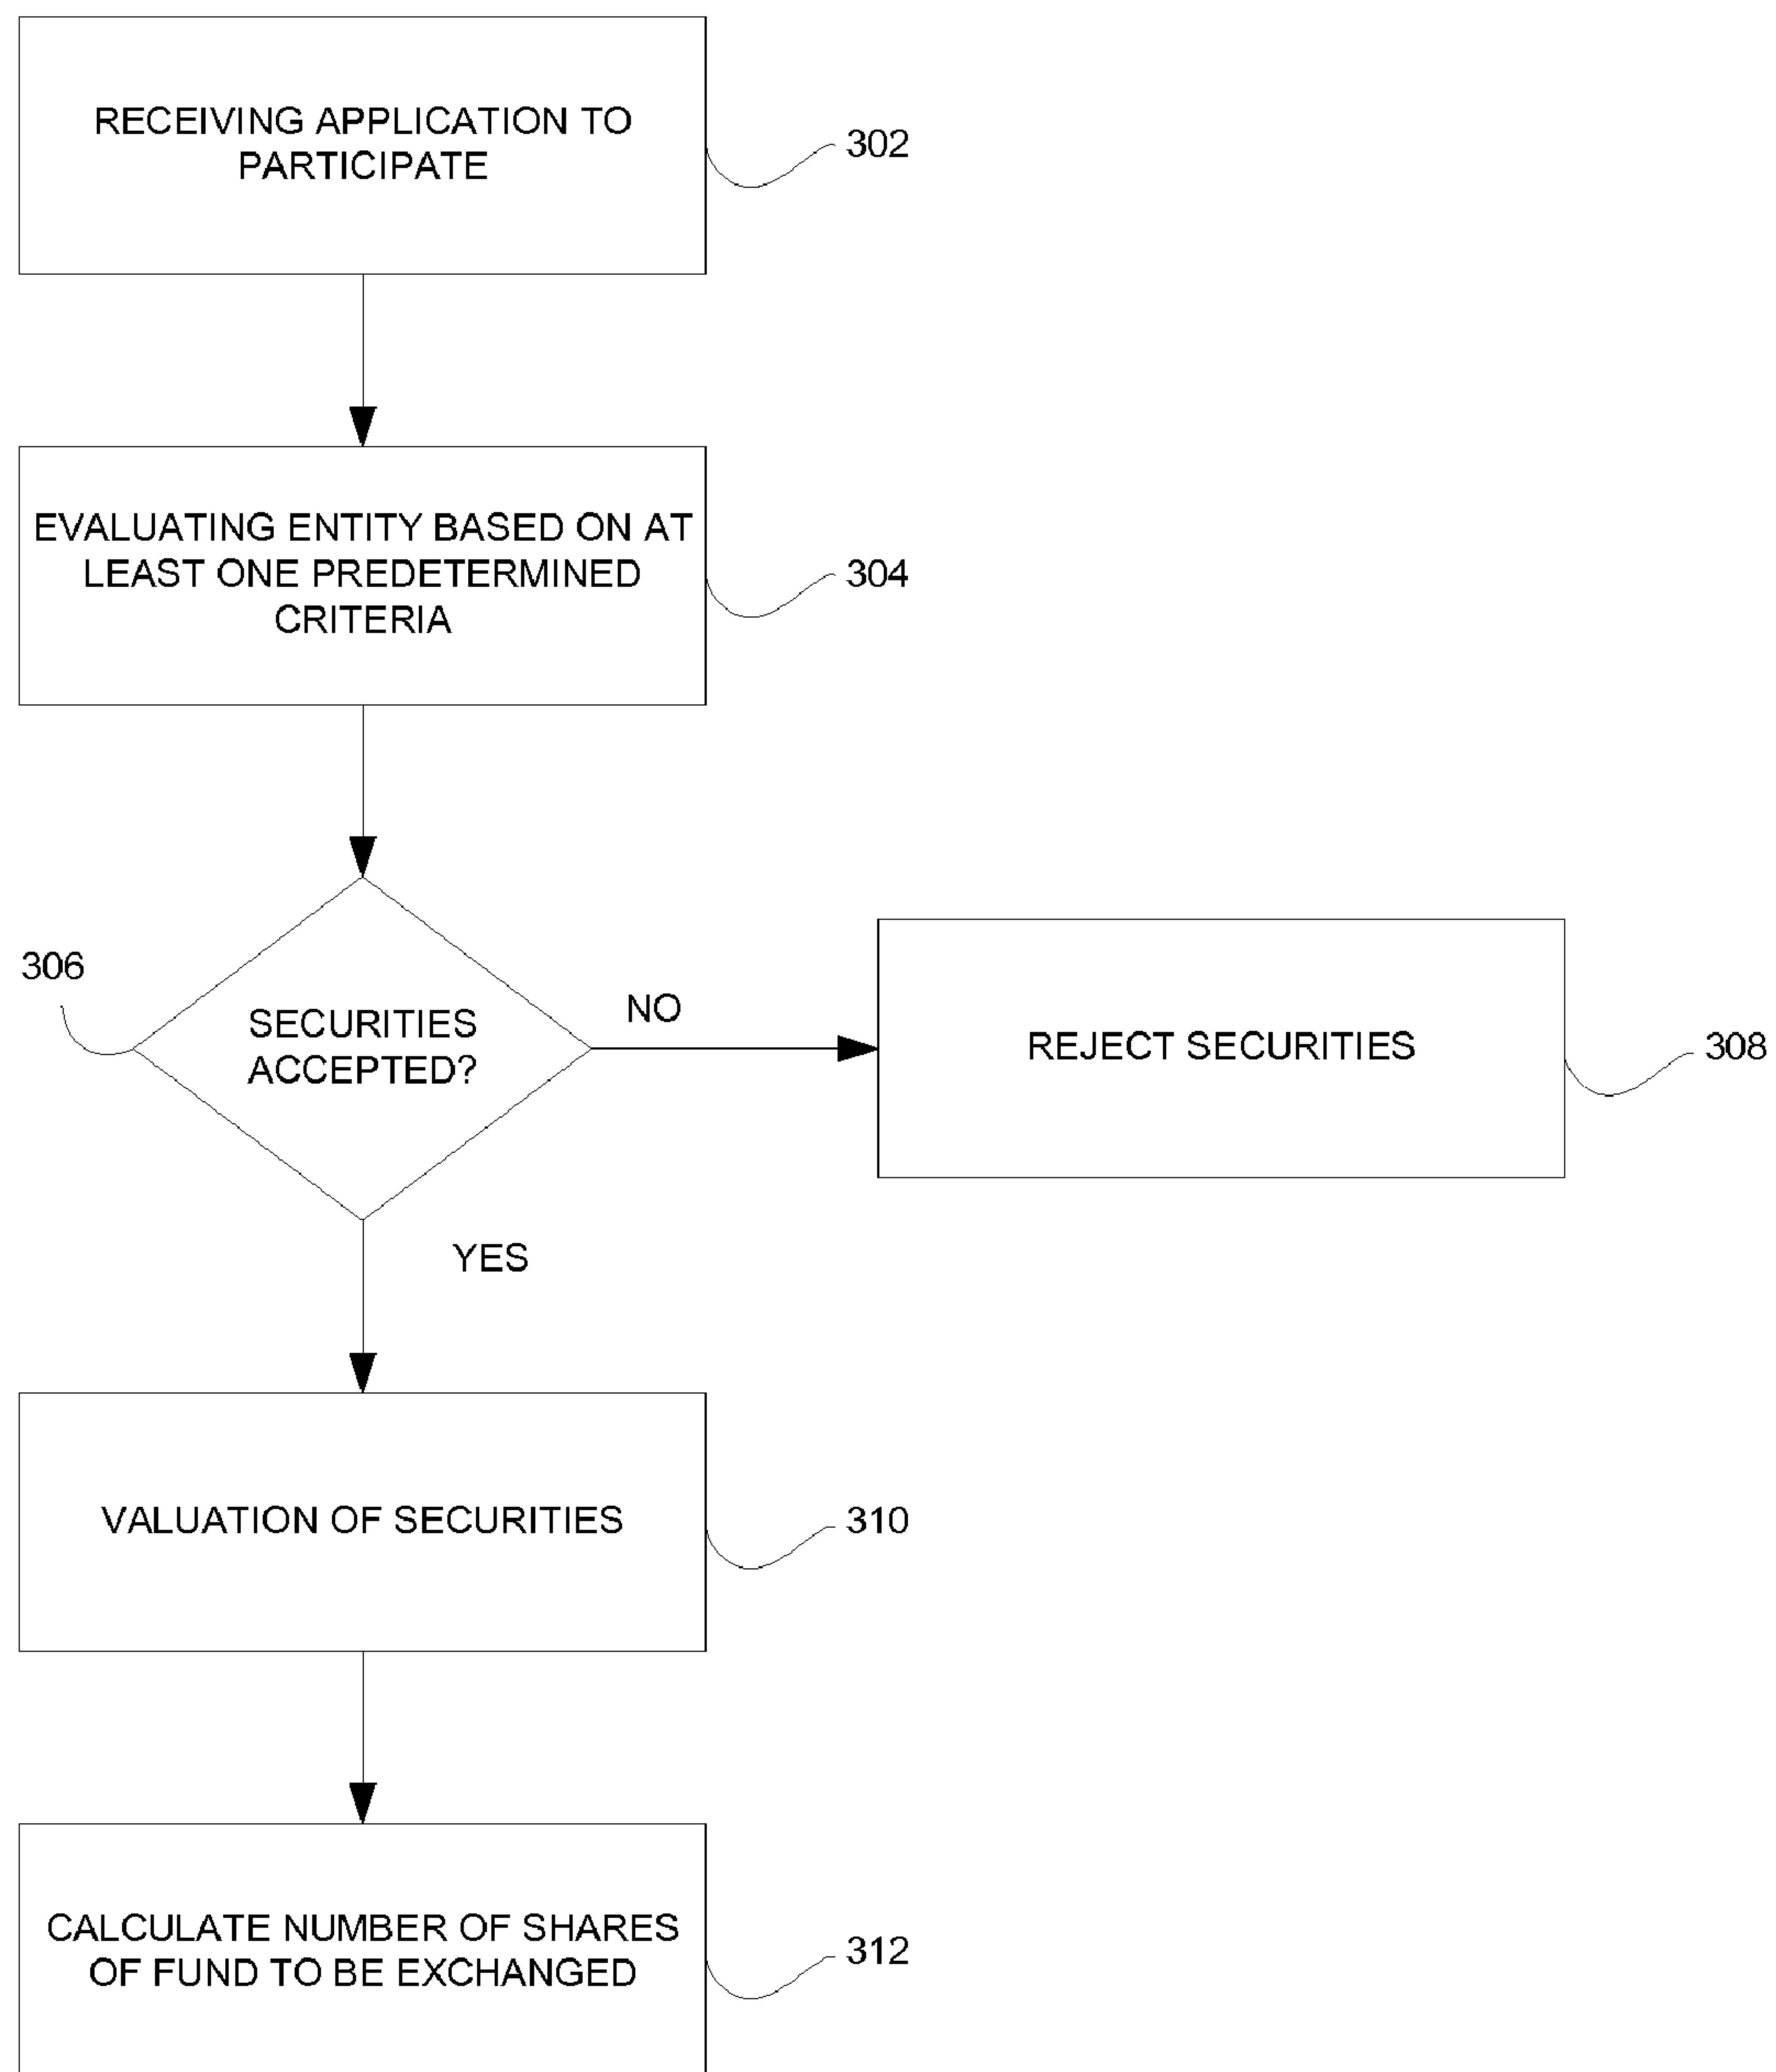 RECEIVING APPLICATION TO
PARTICIPATE
302
EVALUATING ENTITY BASED ON AT
LEAST ONE PREDETERMINED
CRITERIA
304
306
SECURITIES
ACCEPTED?
NO
REJECT SECURITIES
308
YES
VALUATION OF SECURITIES
310
CALCULATE NUMBER OF SHARES
OF FUND TO BE EXCHANGED
312